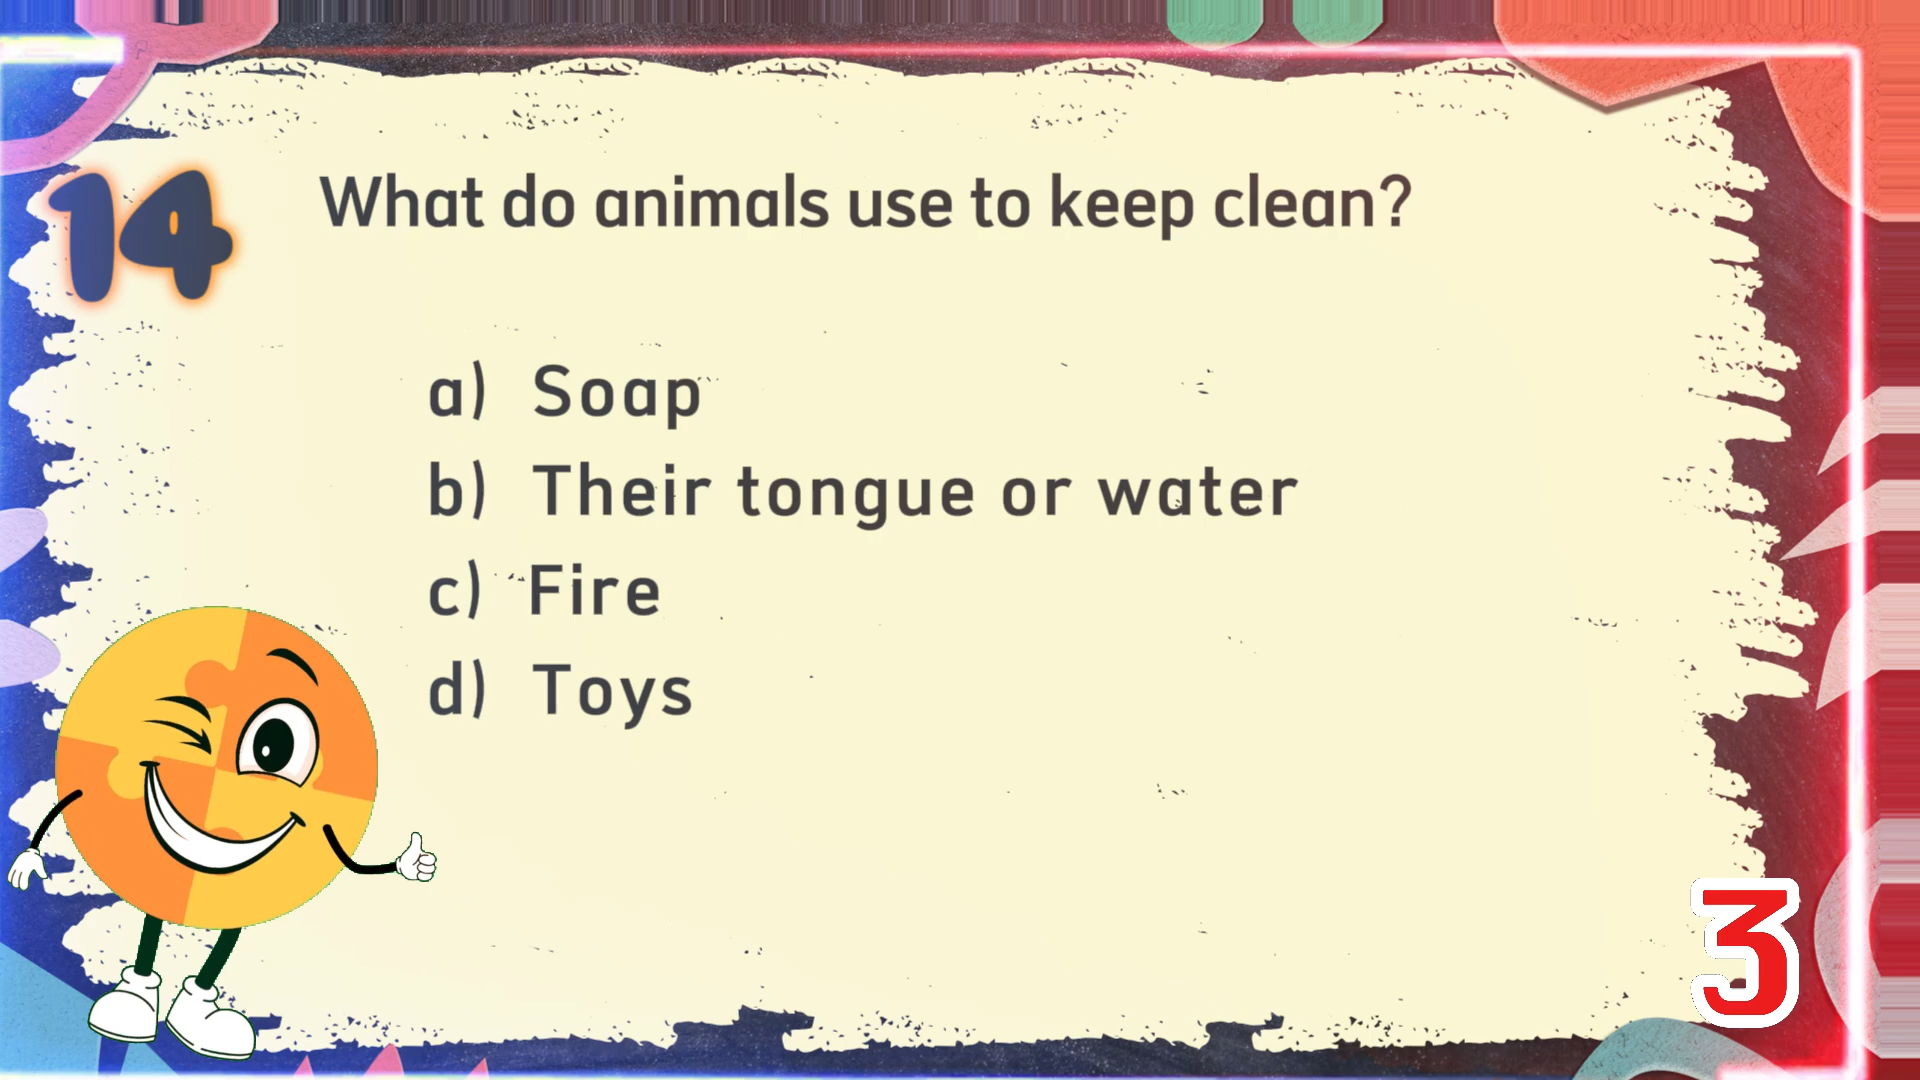 14
What do animals use to keep clean?
a) Soap
b) Their tongue or water
c) Fire
d) Toys
3